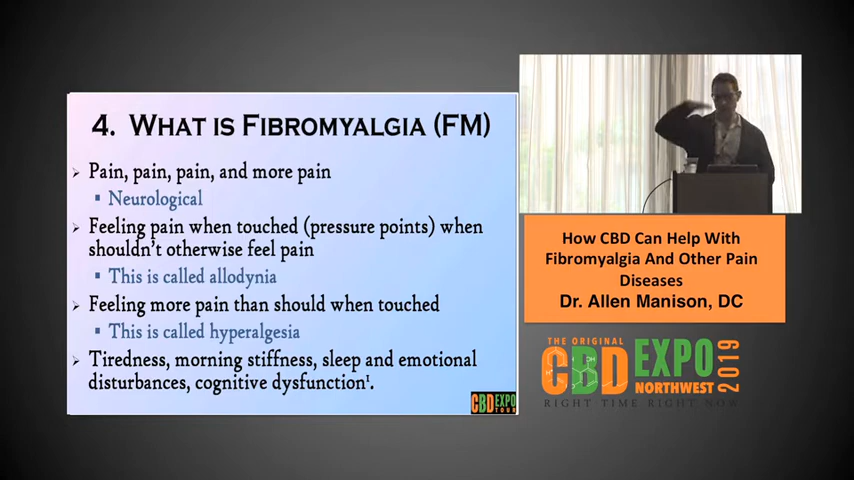 4. What is Fibromyalgia (FM)
Pain, pain, pain, and more pain
Neurological
Feeling pain when touched (pressure points) when
shouldn't otherwise feel pain
This is called allodynia
Feeling more pain than should when touched
This is called hyperalgesia
Tiredness, morning stiffness, sleep and emotional
disturbances, cognitive dysfunction¹.
CBD EXPO
TOUR
How CBD Can Help With
Fibromyalgia And Other Pain
Diseases
Dr. Allen Manison, DC
THE ORIGINAL
CBD EXPO
NORTHWEST 2019
RIGHT TIME RIGHT NOW